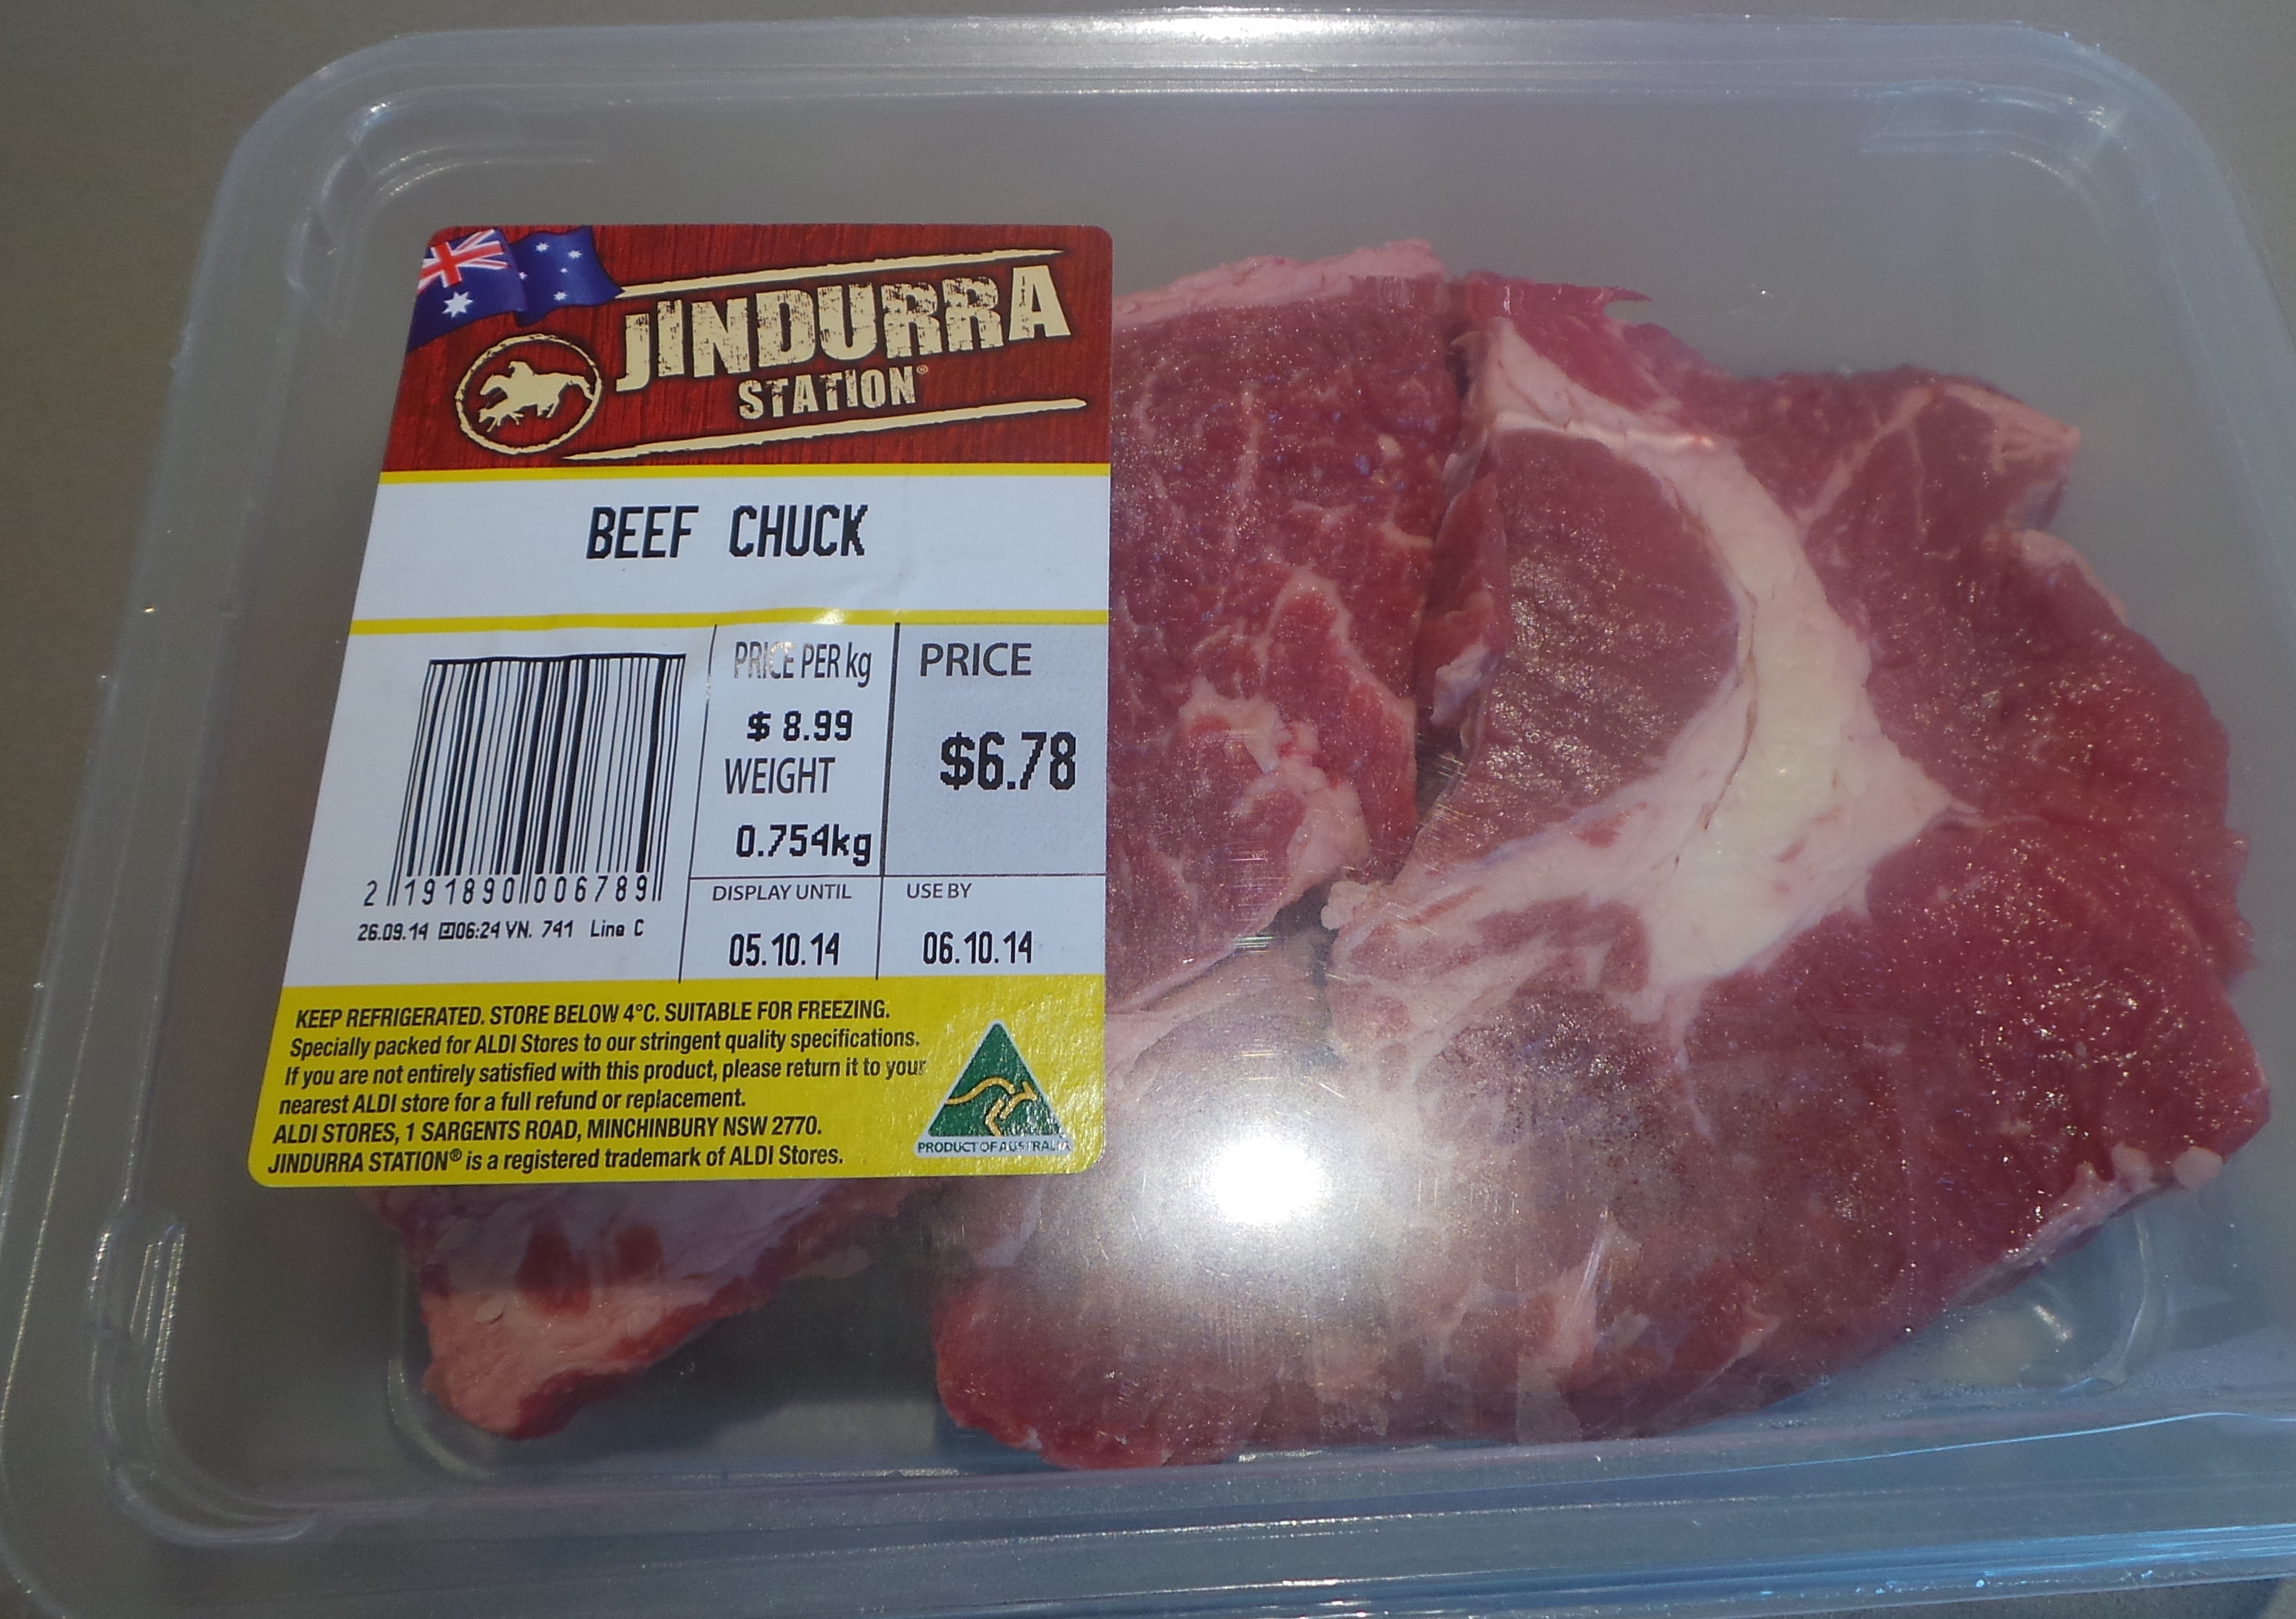 JINDURRA
STATION®
BEEF CHUCK
PRICE PER kg
$ 8.99
WEIGHT
0.754kg
PRICE
$6.78
2 191890 006789
26.09.14 06:24 VN. 741 Line C
DISPLAY UNTIL
05.10.14
USE BY
06.10.14
KEEP REFRIGERATED. STORE BELOW 4°C. SUITABLE FOR FREEZING.
Specially packed for ALDI Stores to our stringent quality specifications.
If you are not entirely satisfied with this product, please return it to your
nearest ALDI store for a full refund or replacement.
ALDI STORES, 1 SARGENTS ROAD, MINCHINBURY NSW 2770.
JINDURRA STATION® is a registered trademark of ALDI Stores.
PRODUCT OF AUSTRALIA